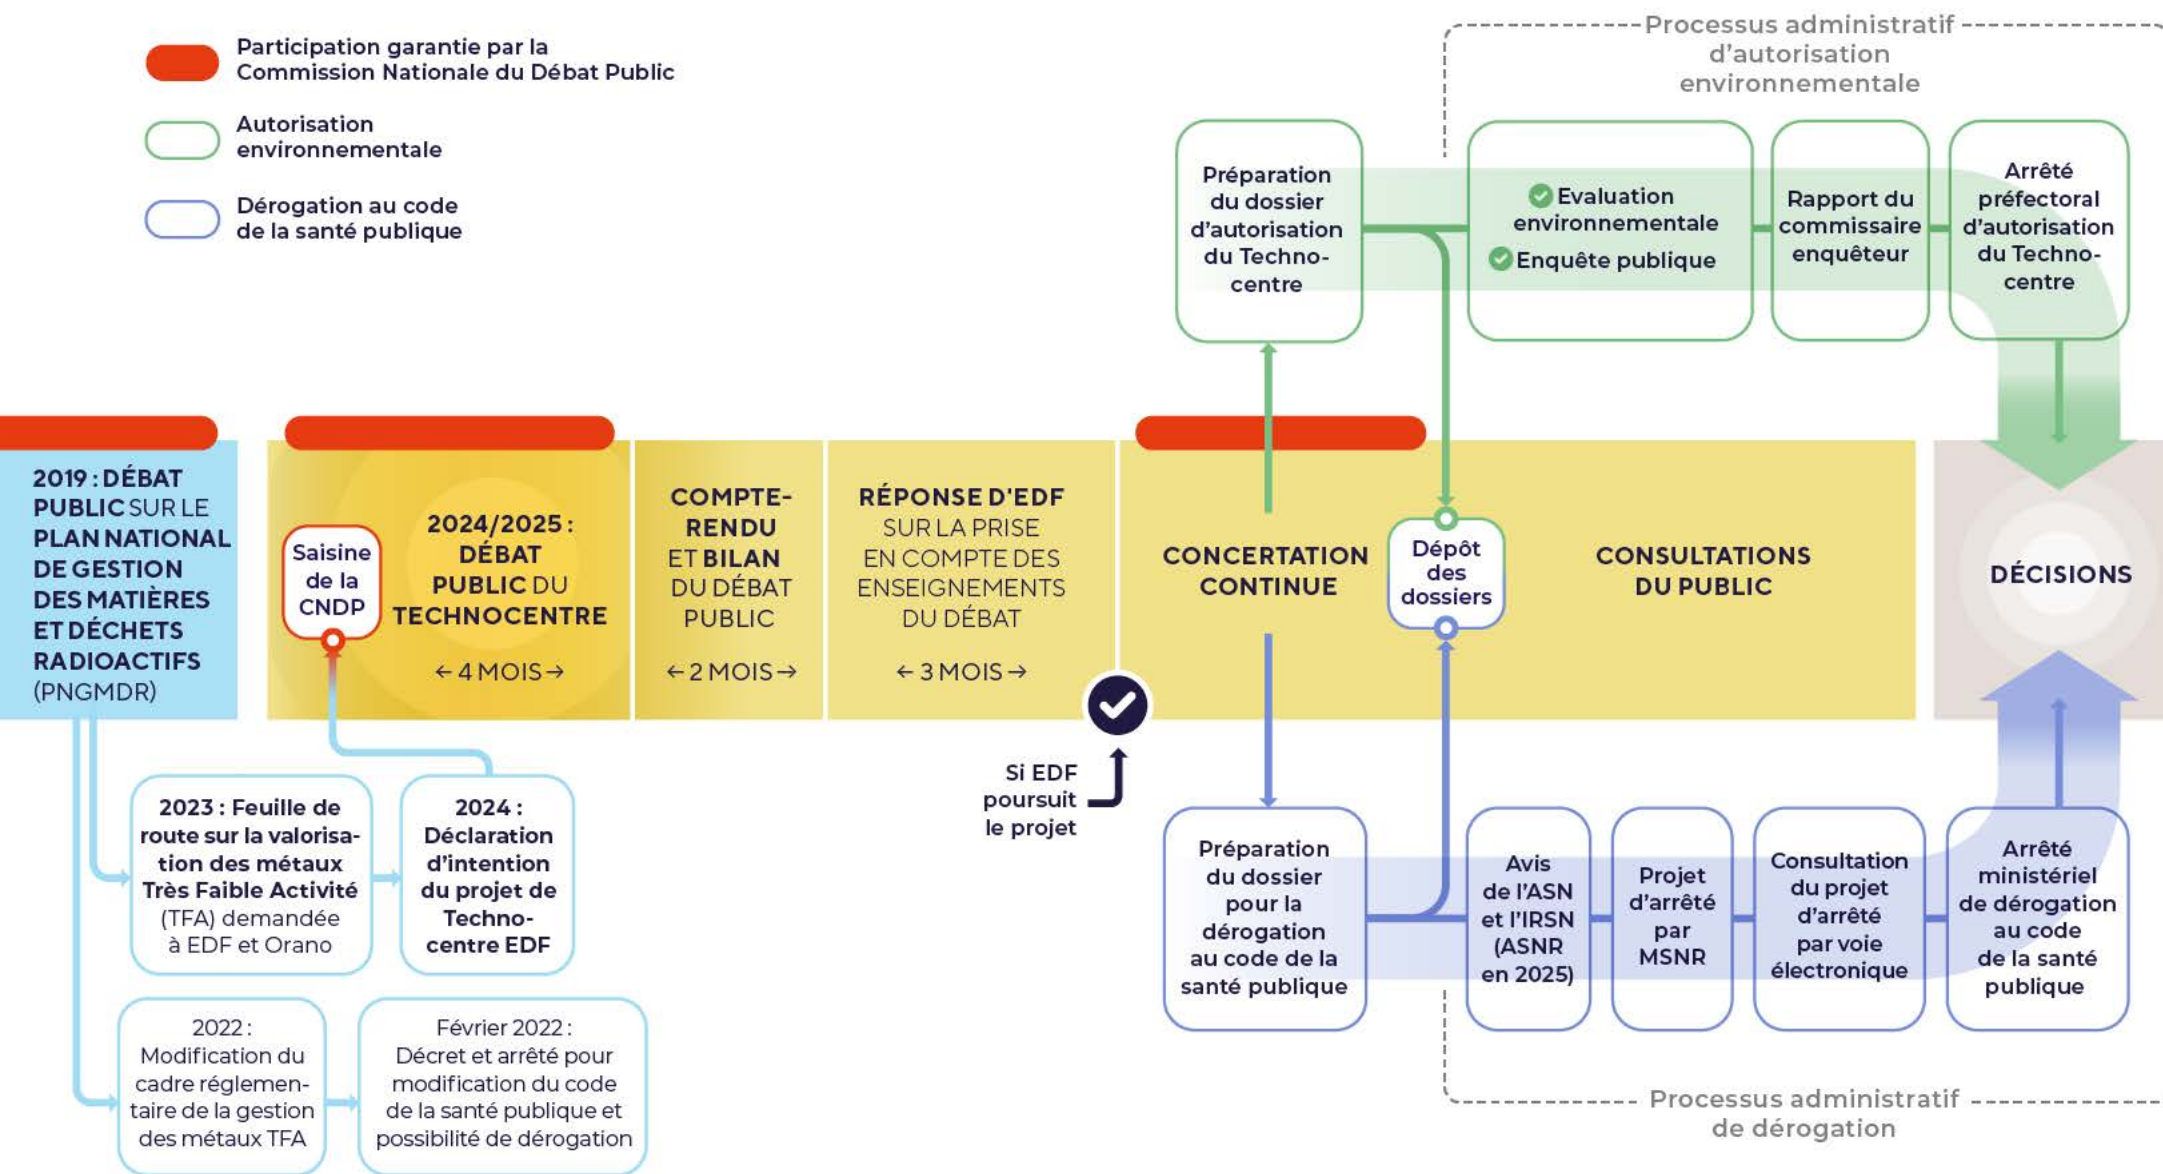 Participation garantie par la
Commission Nationale du Débat Public
Autorisation
environnementale
Dérogation au code
de la santé publique
Processus administratif
d'autorisation
environnementale
Préparation
du dossier
d'autorisation
du Techno-
centre
Evaluation
environnementale
Enquête publique
Rapport du
commissaire
enquêteur
Arrêté
préfectoral
d'autorisation
du Techno-
centre
2019 : DÉBAT
PUBLIC SUR LE
PLAN NATIONAL
DE GESTION
DES MATIÈRES
ET DÉCHETS
RADIOACTIFS
(PNGMDR)
Saisine
de la
CNDP
2024/2025 :
DÉBAT
PUBLIC DU
TECHNOCENTRE
← 4 MOIS →
COMPTE-
RENDU
ET BILAN
DU DÉBAT
PUBLIC
← 2 MOIS →
RÉPONSE D'EDF
SUR LA PRISE
EN COMPTE DES
ENSEIGNEMENTS
DU DÉBAT
← 3 MOIS →
CONCERTATION
CONTINUE
Dépôt
des
dossiers
CONSULTATIONS
DU PUBLIC
DÉCISIONS
Si EDF
poursuit
le projet
2023 : Feuille de
route sur la valorisa-
tion des métaux
Très Faible Activité
(TFA) demandée
à EDF et Orano
2024 :
Déclaration
d'intention
du projet de
Techno-
centre EDF
2022 :
Modification du
cadre réglemen-
taire de la gestion
des métaux TFA
Février 2022 :
Décret et arrêté pour
modification du code
de la santé publique et
possibilité de dérogation
Préparation
du dossier
pour la
dérogation
au code de la
santé publique
Avis
de l'ASN
et l'IRSN
(ASNR
en 2025)
Projet
d'arrêté
par
MSNR
Consultation
du projet
d'arrêté
par voie
électronique
Arrêté
ministériel
de dérogation
au code
de la santé
publique
Processus administratif
de dérogation